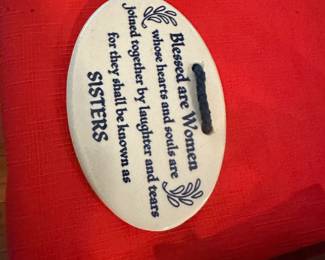 Blessed are Women
whose hearts and souls are
joined together by laughter and tears
for they shall be known as
SISTERS